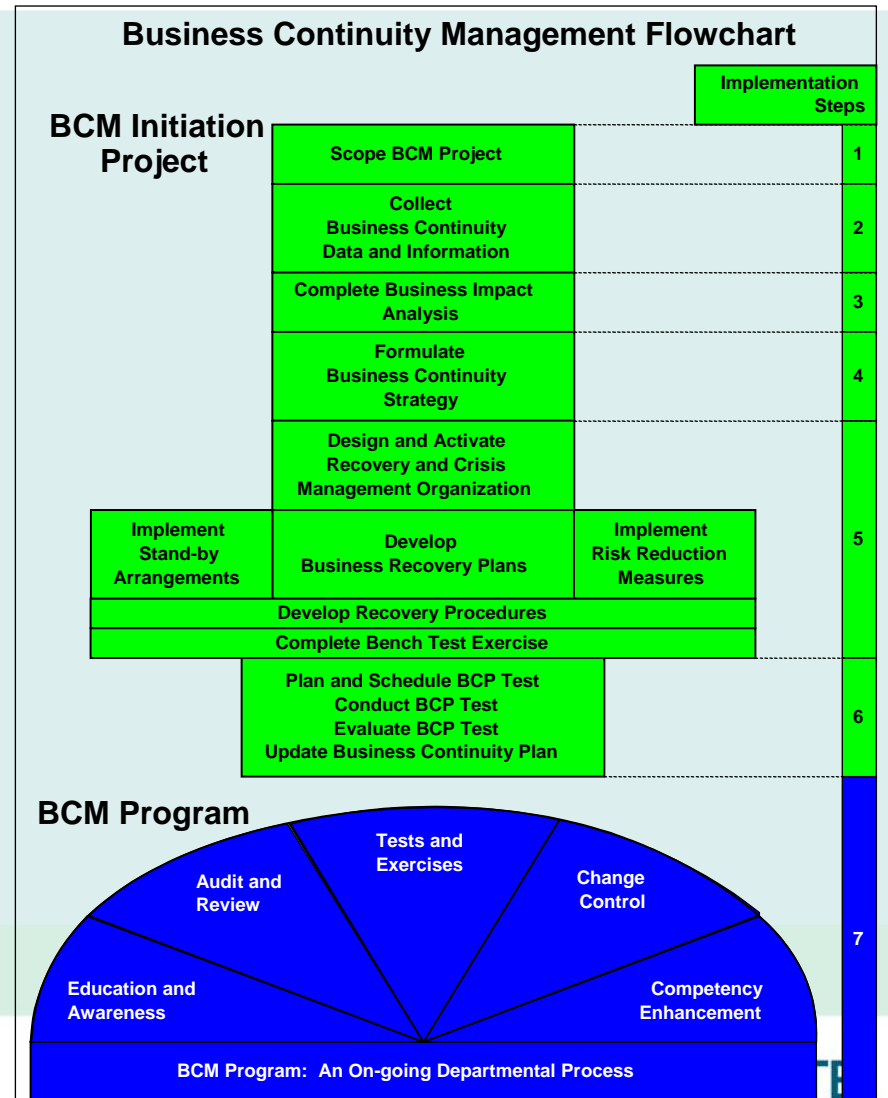 Business Continuity Management Flowchart
Implementation
Steps
BCM Initiation
Project
Scope BCM Project
1
Collect
Business Continuity
Data and Information
2
Complete Business Impact
Analysis
3
Formulate
Business Continuity
Strategy
4
Design and Activate
Recovery and Crisis
Management Organization
Implement
Stand-by
Arrangements
Develop
Business Recovery Plans
Implement
Risk Reduction
Measures
5
Develop Recovery Procedures
Complete Bench Test Exercise
Plan and Schedule BCP Test
Conduct BCP Test
Evaluate BCP Test
Update Business Continuity Plan
6
BCM Program
Education and
Awareness
Audit and
Review
Tests and
Exercises
Change
Control
Competency
Enhancement
7
BCM Program: An On-going Departmental Process